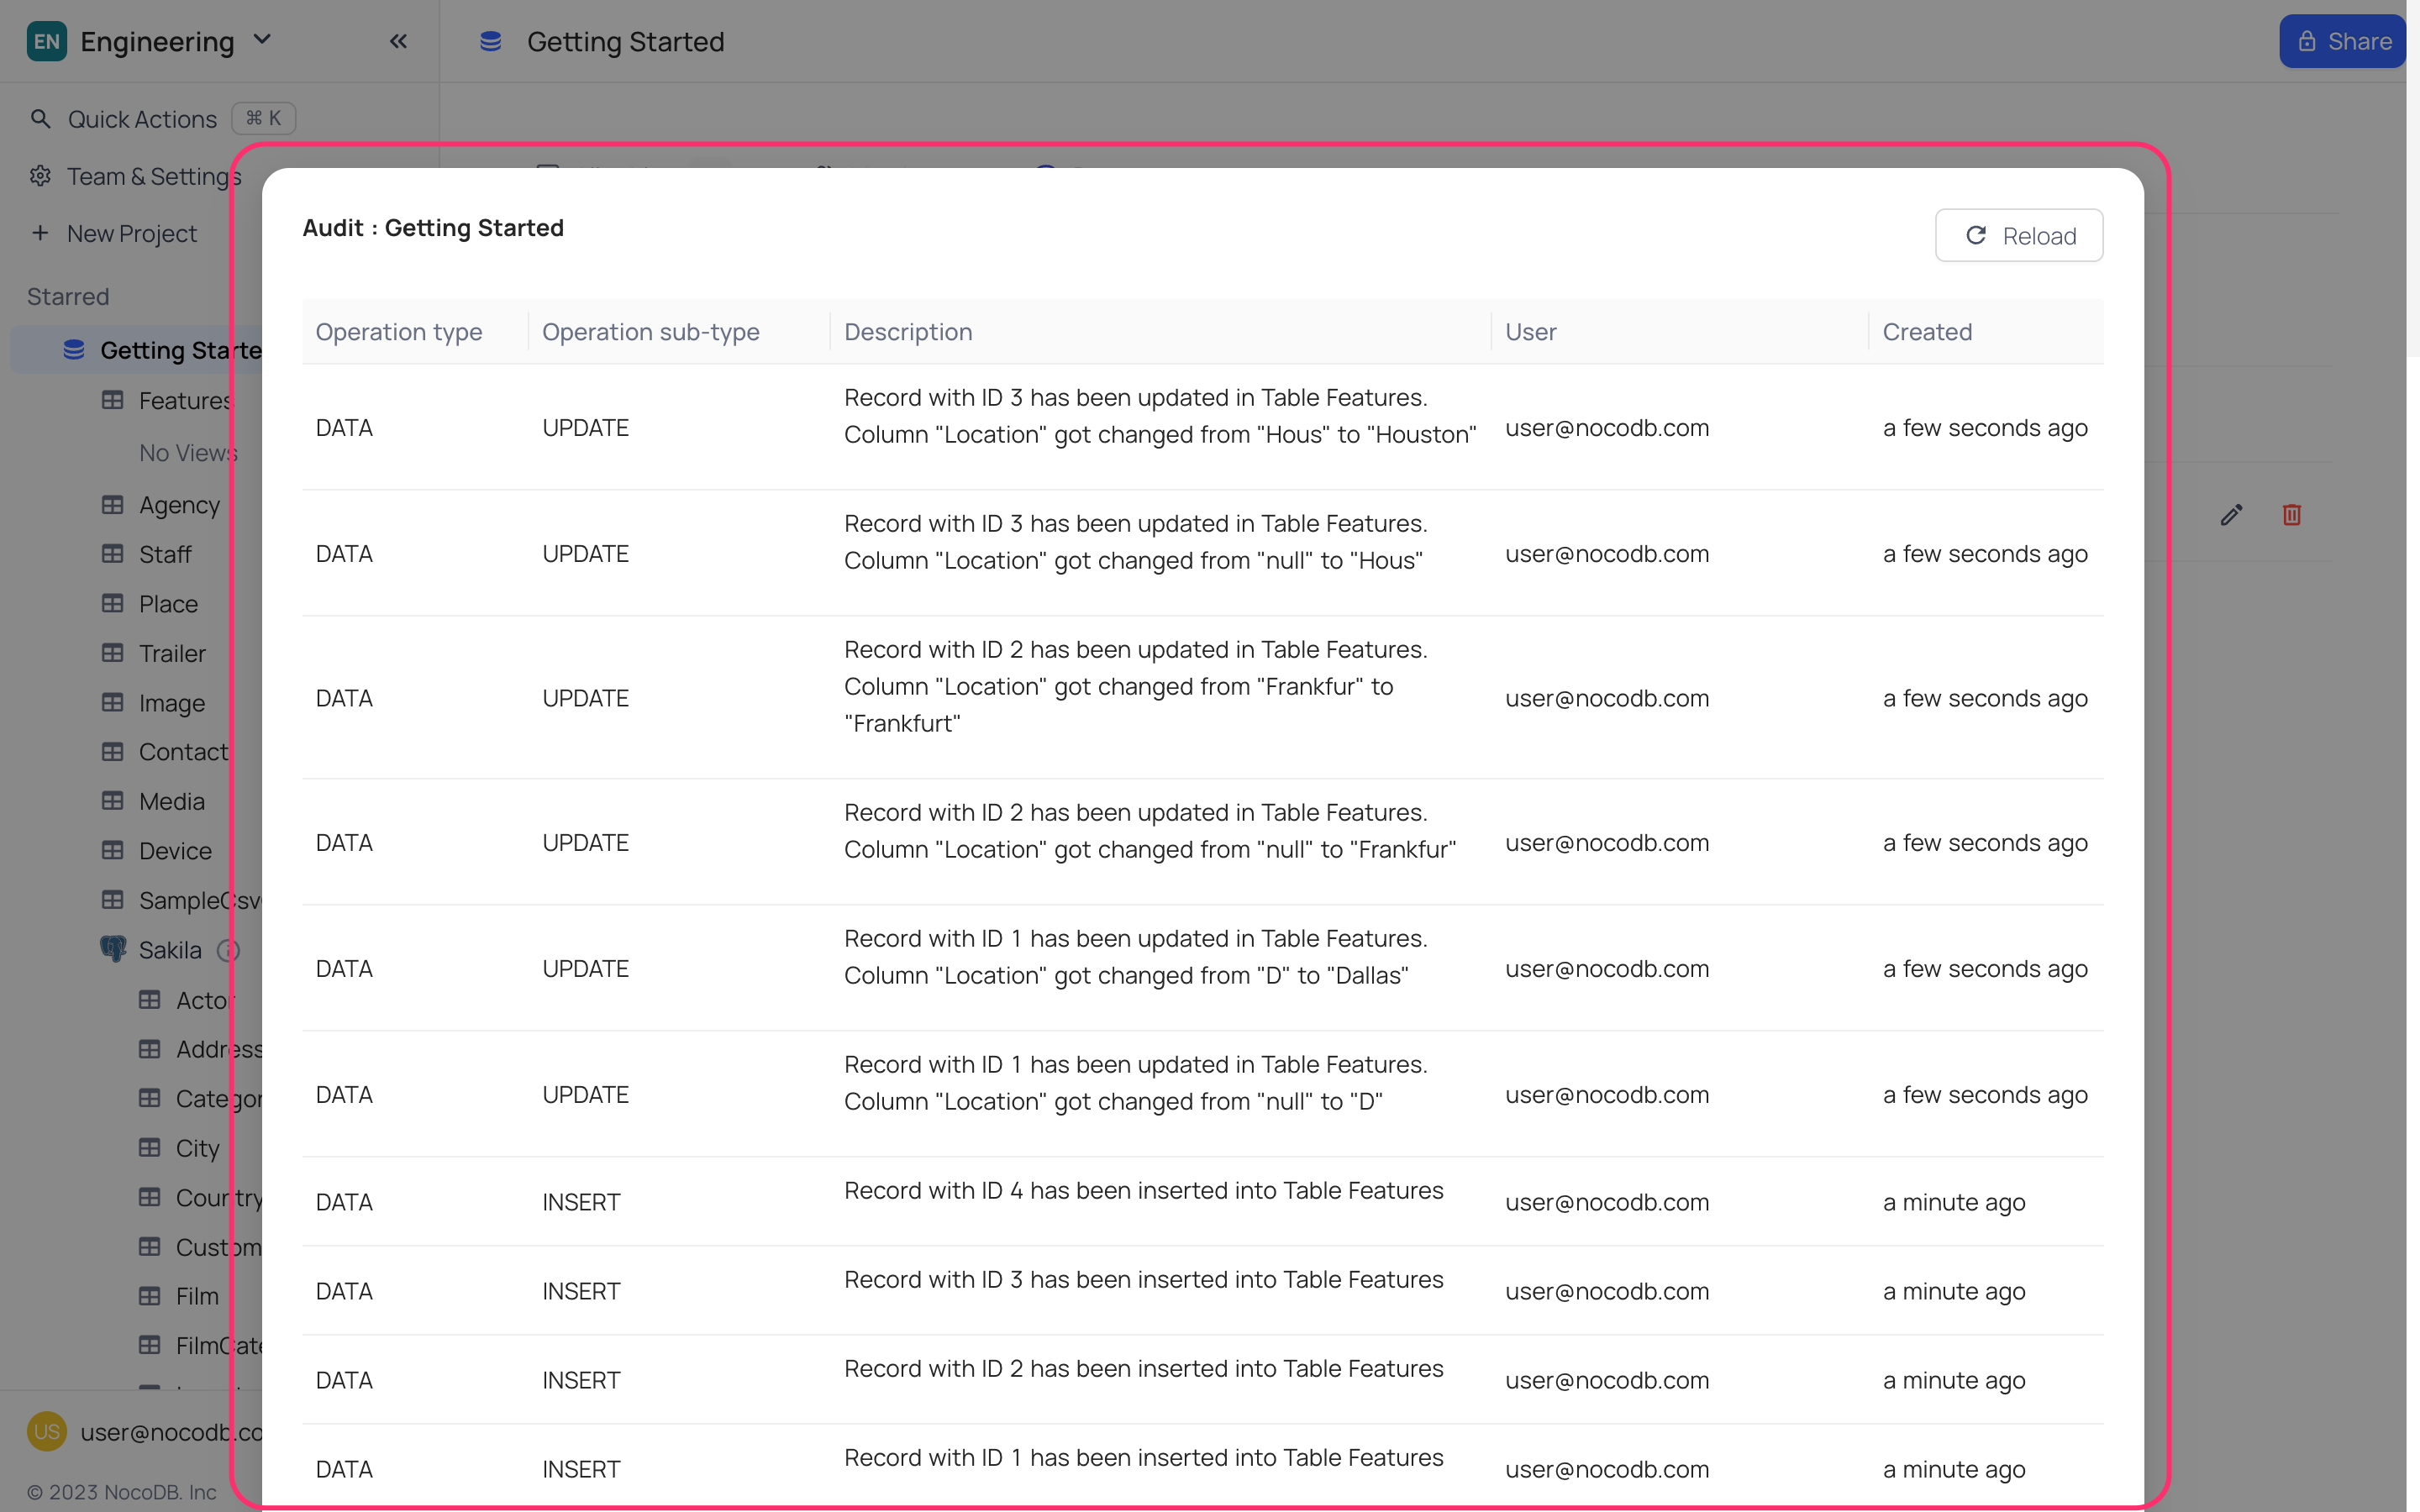 EN Engineering
Getting Started
Share
Quick Actions ⌘ K
Team & Settings
New Project
Starred
Getting Starte
Features
No Views
Agency
Staff
Place
Trailer
Image
Contact
Media
Device
SampleCsv
Sakila
Actor
Address
Categor
City
Country
Custom
Film
FilmCate
US user@nocodb.co
© 2023 NocoDB. Inc
Audit : Getting Started
Reload
Operation type Operation sub-type Description User Created
DATA UPDATE Record with ID 3 has been updated in Table Features.
Column "Location" got changed from "Hous" to "Houston" user@nocodb.com a few seconds ago
DATA UPDATE Record with ID 3 has been updated in Table Features.
Column "Location" got changed from "null" to "Hous" user@nocodb.com a few seconds ago
DATA UPDATE Record with ID 2 has been updated in Table Features.
Column "Location" got changed from "Frankfur" to
"Frankfurt" user@nocodb.com a few seconds ago
DATA UPDATE Record with ID 2 has been updated in Table Features.
Column "Location" got changed from "null" to "Frankfur" user@nocodb.com a few seconds ago
DATA UPDATE Record with ID 1 has been updated in Table Features.
Column "Location" got changed from "D" to "Dallas" user@nocodb.com a few seconds ago
DATA UPDATE Record with ID 1 has been updated in Table Features.
Column "Location" got changed from "null" to "D" user@nocodb.com a few seconds ago
DATA INSERT Record with ID 4 has been inserted into Table Features user@nocodb.com a minute ago
DATA INSERT Record with ID 3 has been inserted into Table Features user@nocodb.com a minute ago
DATA INSERT Record with ID 2 has been inserted into Table Features user@nocodb.com a minute ago
DATA INSERT Record with ID 1 has been inserted into Table Features user@nocodb.com a minute ago